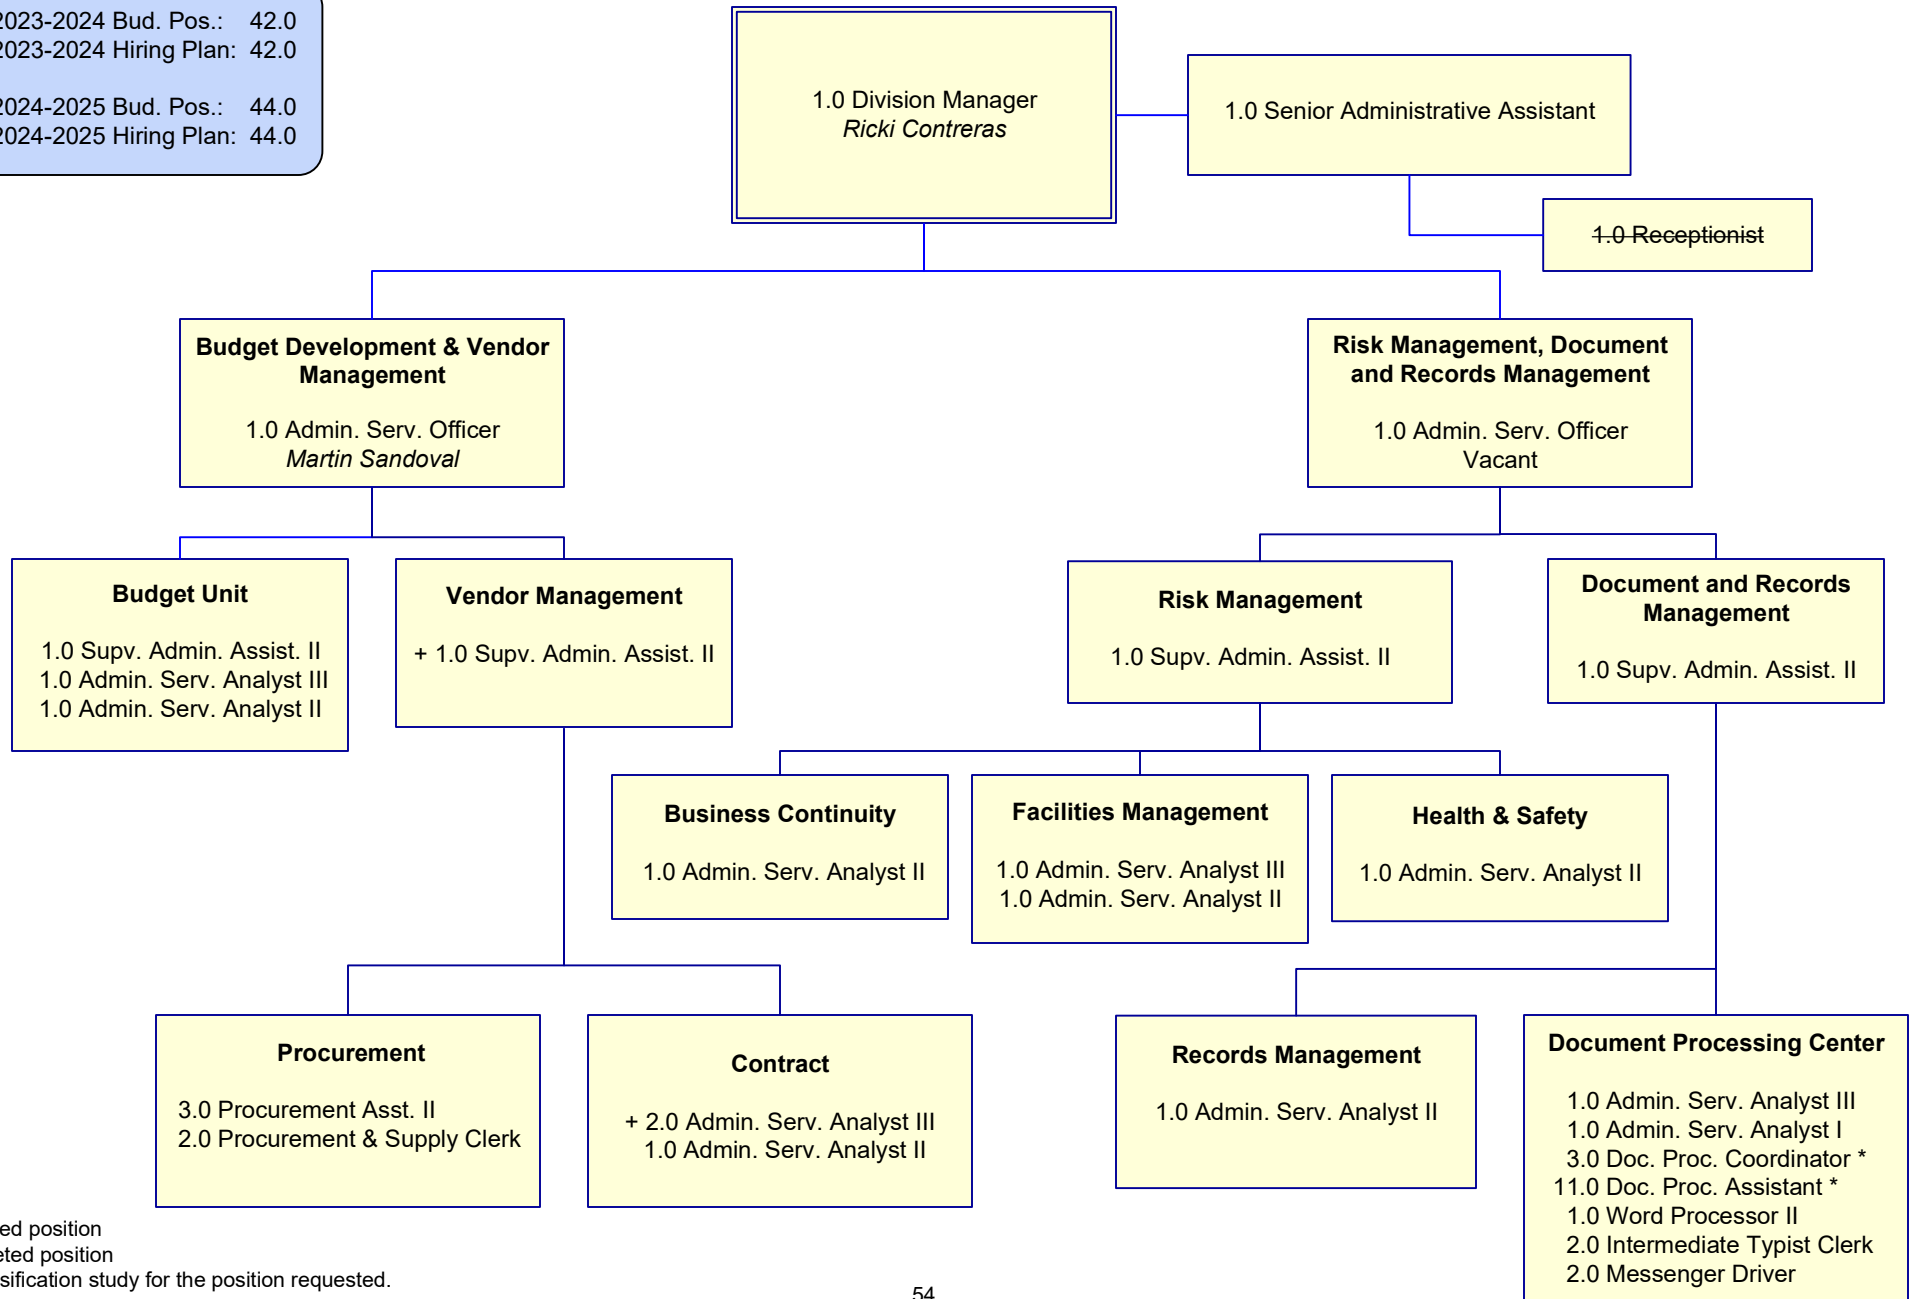 2023-2024 Bud. Pos.: 42.0
2023-2024 Hiring Plan: 42.0
2024-2025 Bud. Pos.: 44.0
2024-2025 Hiring Plan: 44.0
1.0 Division Manager
Ricki Contreras
1.0 Senior Administrative Assistant
1.0 Receptionist
Budget Development & Vendor
Management
1.0 Admin. Serv. Officer
Martin Sandoval
Risk Management, Document
and Records Management
1.0 Admin. Serv. Officer
Vacant
Budget Unit
1.0 Supv. Admin. Assist. II
1.0 Admin. Serv. Analyst III
1.0 Admin. Serv. Analyst II
Vendor Management
+ 1.0 Supv. Admin. Assist. II
Risk Management
1.0 Supv. Admin. Assist. II
Document and Records
Management
1.0 Supv. Admin. Assist. II
Business Continuity
1.0 Admin. Serv. Analyst II
Facilities Management
1.0 Admin. Serv. Analyst III
1.0 Admin. Serv. Analyst II
Health & Safety
1.0 Admin. Serv. Analyst II
Procurement
3.0 Procurement Asst. II
2.0 Procurement & Supply Clerk
Contract
+ 2.0 Admin. Serv. Analyst III
1.0 Admin. Serv. Analyst II
Records Management
1.0 Admin. Serv. Analyst II
Document Processing Center
1.0 Admin. Serv. Analyst III
1.0 Admin. Serv. Analyst I
3.0 Doc. Proc. Coordinator *
11.0 Doc. Proc. Assistant *
1.0 Word Processor II
2.0 Intermediate Typist Clerk
2.0 Messenger Driver
position
position
study for the position requested.
54